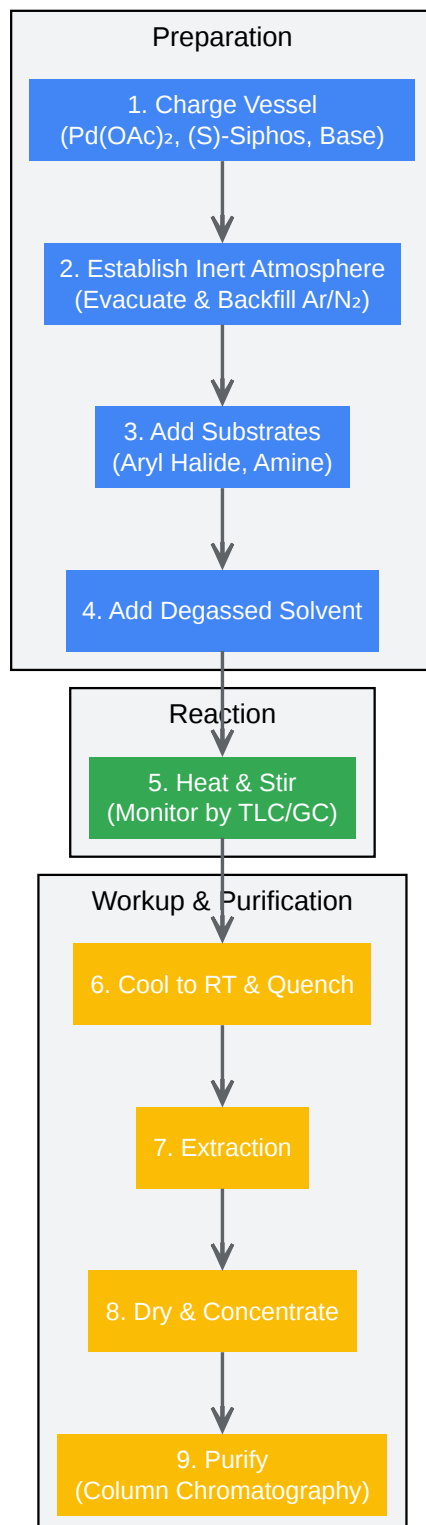 Preparation
1. Charge Vessel
(Pd(OAc)₂, (S)-Siphos, Base)
2. Establish Inert Atmosphere
(Evacuate & Backfill Ar/N₂)
3. Add Substrates
(Aryl Halide, Amine)
4. Add Degassed Solvent
Reaction
5. Heat & Stir
(Monitor by TLC/GC)
Workup & Purification
6. Cool to RT & Quench
7. Extraction
8. Dry & Concentrate
9. Purify
(Column Chromatography)